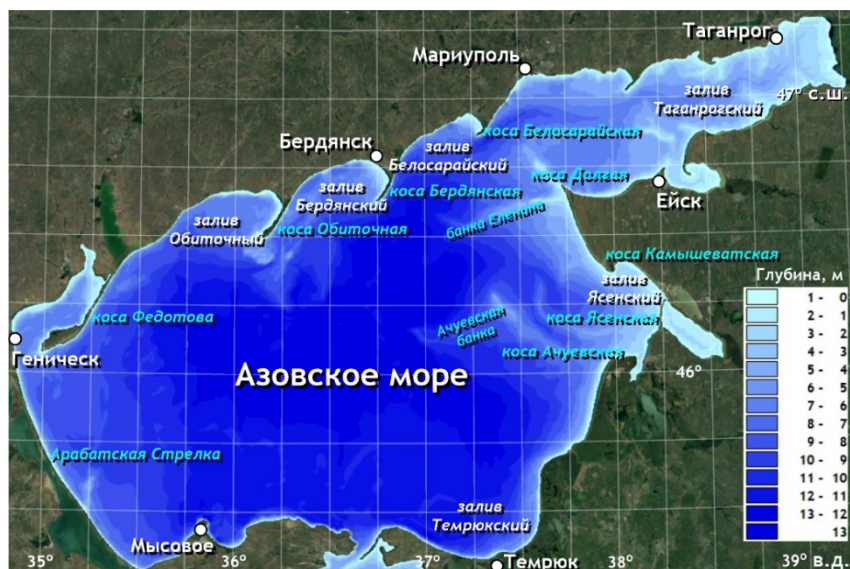 Таганрог
Мариуполь
47° с.ш.
залив
Таганрогский
коса Белосарайская
Бердянск
залив
Белосарайский
коса Долгая
Ейск
залив
Бердянский
коса Бердянская
банка Еленина
залив
Обиточный
коса Обиточная
коса Камышеватская
Глубина, м
залив
Ясенский
коса Федотова
Ачуевская
банка
коса Ясенская
Геническ
коса Ачуевская
46°
Азовское море
Арабатская Стрелка
залив
Темрюкский
Мысовое
Темрюк
35°
36°
37°
38°
39° в.д.
1 - 0
2 - 1
3 - 2
4 - 3
5 - 4
6 - 5
7 - 6
8 - 7
9 - 8
10 - 9
11 - 10
12 - 11
13 - 12
13